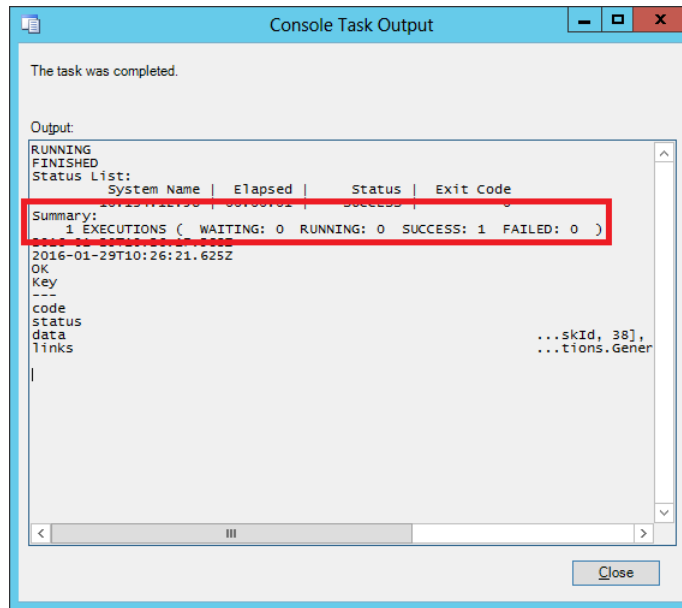 Console Task Output
The task was completed.
Output:
RUNNING
FINISHED
Status List:
System Name | Elapsed | Status | Exit Code
Summary:
1 EXECUTIONS ( WAITING: 0 RUNNING: 0 SUCCESS: 1 FAILED: 0 )
2016-01-29T10:26:21.625Z
OK
Key
---
code
status
data ...skId, 38],
links ...tions.Gener
Close